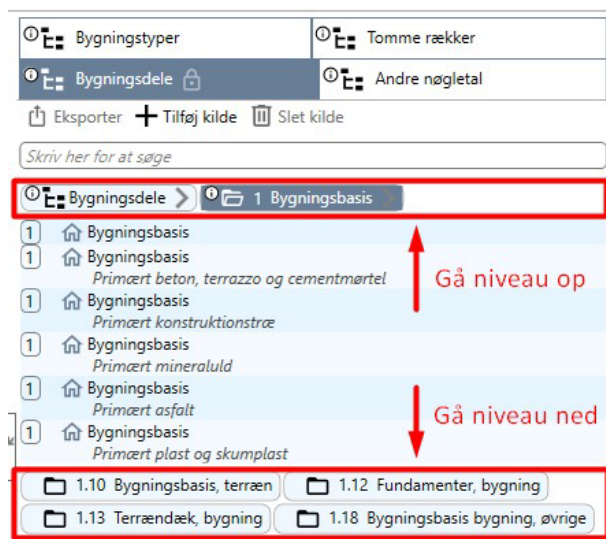 Bygningstyper
Tomme rækker
Bygningsdele
Andre nøgletal
Eksporter Tilføj kilde Slet kilde
Skriv her for at søge
Bygningsdele 1 Bygningsbasis
1 Bygningsbasis
1 Bygningsbasis
Primært beton, terrazzo og cementmørtel
Gå niveau op
1 Bygningsbasis
Primært konstruktionstræ
1 Bygningsbasis
Primært mineraluld
1 Bygningsbasis
Primært asfalt
Gå niveau ned
1 Bygningsbasis
Primært plast og skumplast
1.10 Bygningsbasis, terræn 1.12 Fundamenter, bygning
1.13 Terrændæk, bygning 1.18 Bygningsbasis bygning, øvrige